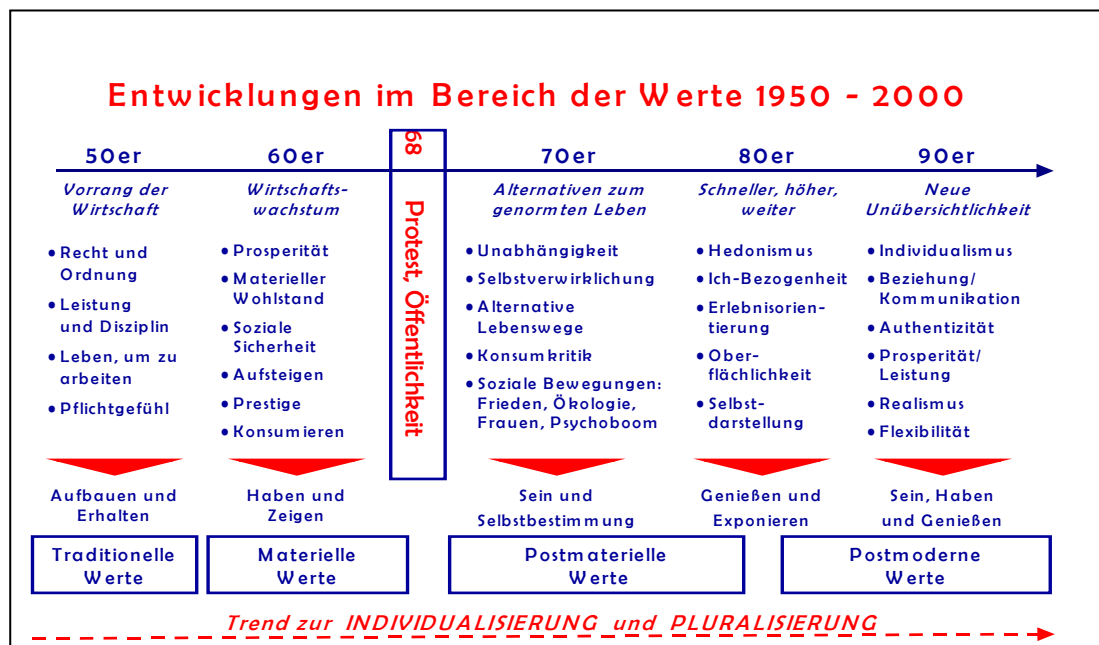 Entwicklungen im Bereich der Werte 1950 - 2000
50er
Vorrang der
Wirtschaft
• Recht und
Ordnung
• Leistung
und Disziplin
• Leben, um zu
arbeiten
• Pflichtgefühl
Aufbauen und
Erhalten
Traditionelle
Werte
60er
Wirtschafts-
wachstum
• Prosperität
• Materieller
Wohlstand
• Soziale
Sicherheit
• Aufsteigen
• Prestige
• Konsumieren
Haben und
Zeigen
Materielle
Werte
68 Protest, Öffentlichkeit
70er
Alternativen zum
genormten Leben
• Unabhängigkeit
• Selbstverwirklichung
• Alternative
Lebenswege
• Konsumkritik
• Soziale Bewegungen:
Frieden, Ökologie,
Frauen, Psychoboom
Sein und
Selbstbestimmung
Postmaterielle
Werte
80er
Schneller, höher,
weiter
• Hedonismus
• Ich-Bezogenheit
• Erlebnisorien-
tierung
• Ober-
flächlichkeit
• Selbst-
darstellung
Genießen und
Exponieren
90er
Neue
Unübersichtlichkeit
• Individualismus
• Beziehung/
Kommunikation
• Authentizität
• Prosperität/
Leistung
• Realismus
• Flexibilität
Sein, Haben
und Genießen
Postmoderne
Werte
Trend zur INDIVIDUALISIERUNG und PLURALISIERUNG